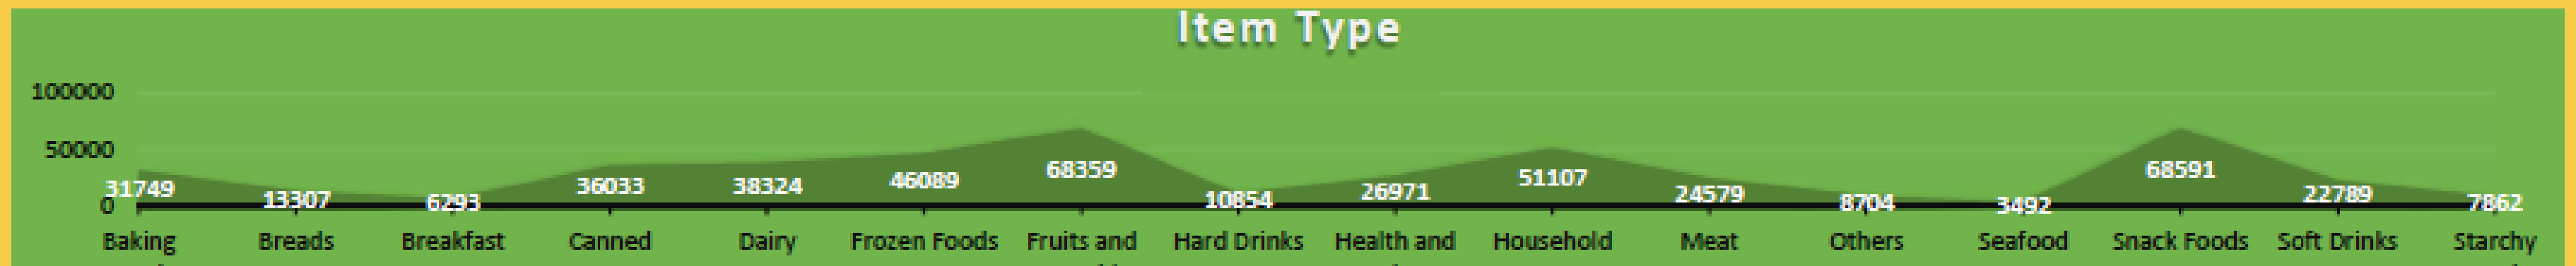 Item Type
100000
50000
0
31749 13307 6293 36033 38324 46089 68359 10854 26971 51107 24579 8704 3492 68591 22789 7862
Baking Breads Breakfast Canned Dairy Frozen Foods Fruits and Hard Drinks Health and Household Meat Others Seafood Snack Foods Soft Drinks Starchy